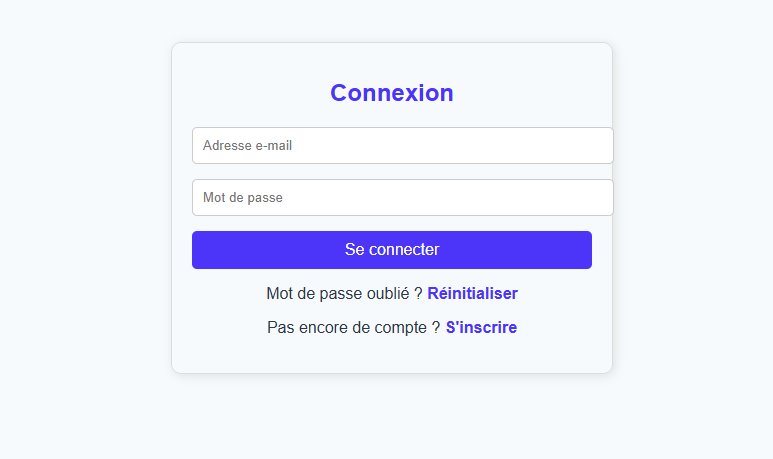 Connexion
Adresse e-mail
Mot de passe
Se connecter
Mot de passe oublié ? Réinitialiser
Pas encore de compte ? S'inscrire